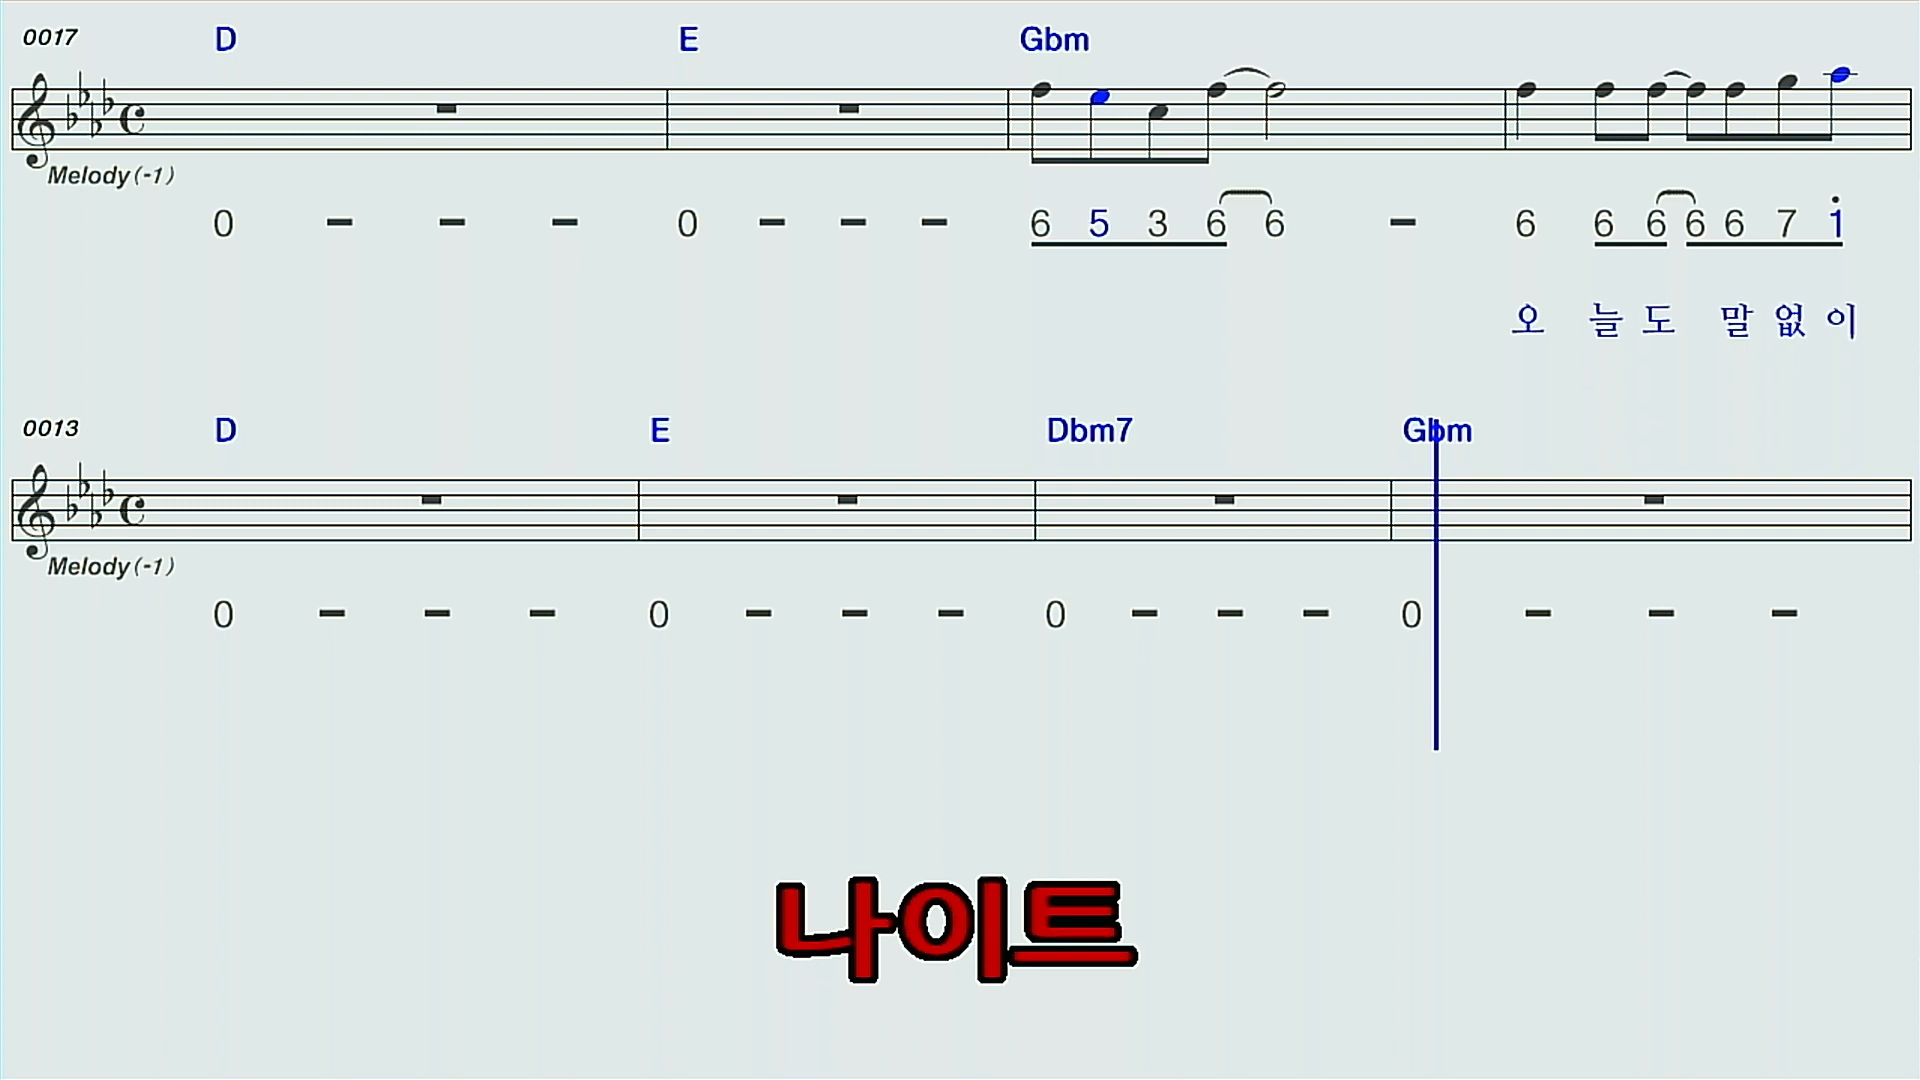 0017 D E Gbm
Melody(-1)
0 - - - 0 - - - 6 5 3 6 6 - 6 6 6 6 6 7 1
오 늘 도 말 없 이
0013 D E Dbm7 Gbm
Melody(-1)
0 - - - 0 - - - 0 - - - 0 - - -
나이트